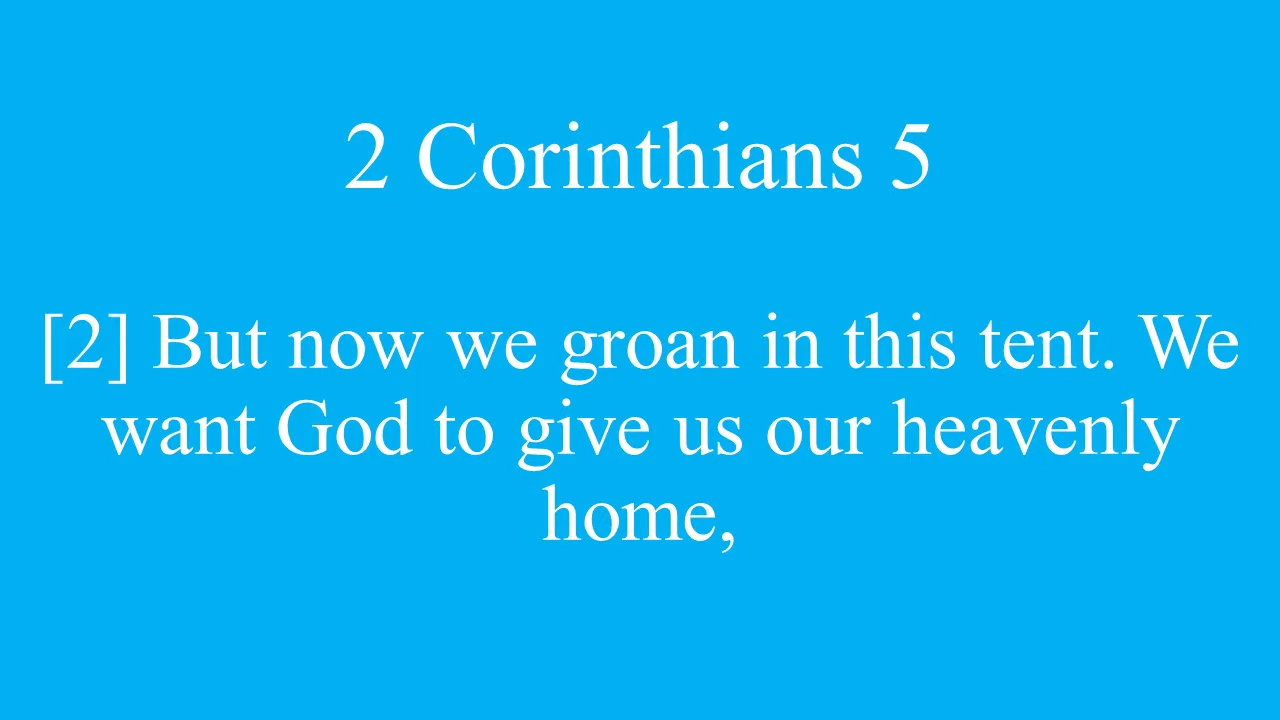 2 Corinthians 5
[2] But now we groan in this tent. We
want God to give us our heavenly
home,